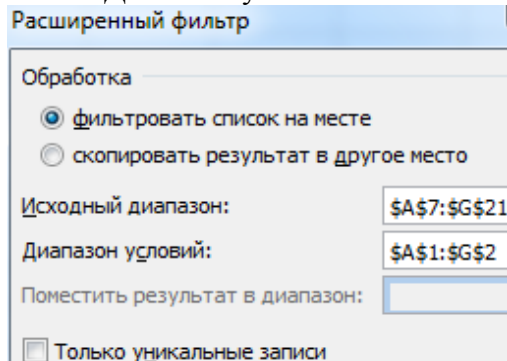 Расширенный фильтр
Обработка
фильтровать список на месте
скопировать результат в другое место
Исходный диапазон: $A$7:$G$21
Диапазон условий: $A$1:$G$2
Поместить результат в диапазон:
Только уникальные записи